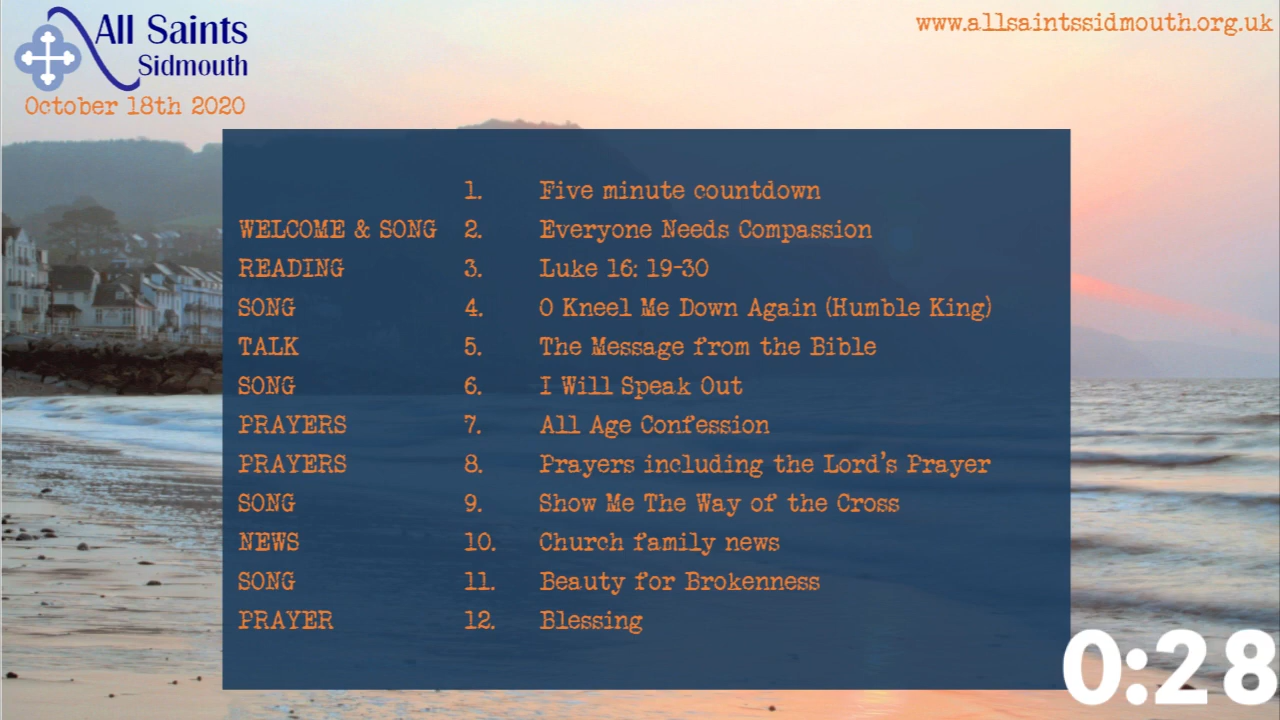 All Saints
Sidmouth
October 18th 2020
www.allsaintssidmouth.org.uk
1. Five minute countdown
WELCOME & SONG 2. Everyone Needs Compassion
READING 3. Luke 16: 19-30
SONG 4. O Kneel Me Down Again (Humble King)
TALK 5. The Message from the Bible
SONG 6. I Will Speak Out
PRAYERS 7. All Age Confession
PRAYERS 8. Prayers including the Lord's Prayer
SONG 9. Show Me The Way of the Cross
NEWS 10. Church family news
SONG 11. Beauty for Brokenness
PRAYER 12. Blessing
0:28